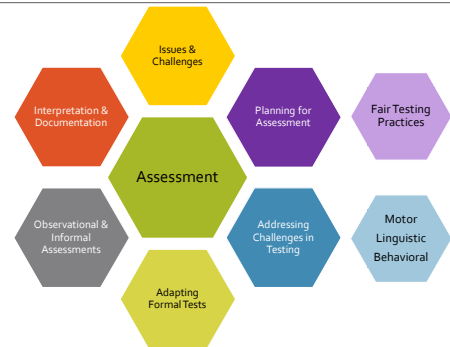 Issues &
Challenges
Interpretation &
Documentation
Planning for
Assessment
Fair Testing
Practices
Assessment
Observational &
Informal
Assessments
Addressing
Challenges in
Testing
Motor
Linguistic
Behavioral
Adapting
Formal Tests